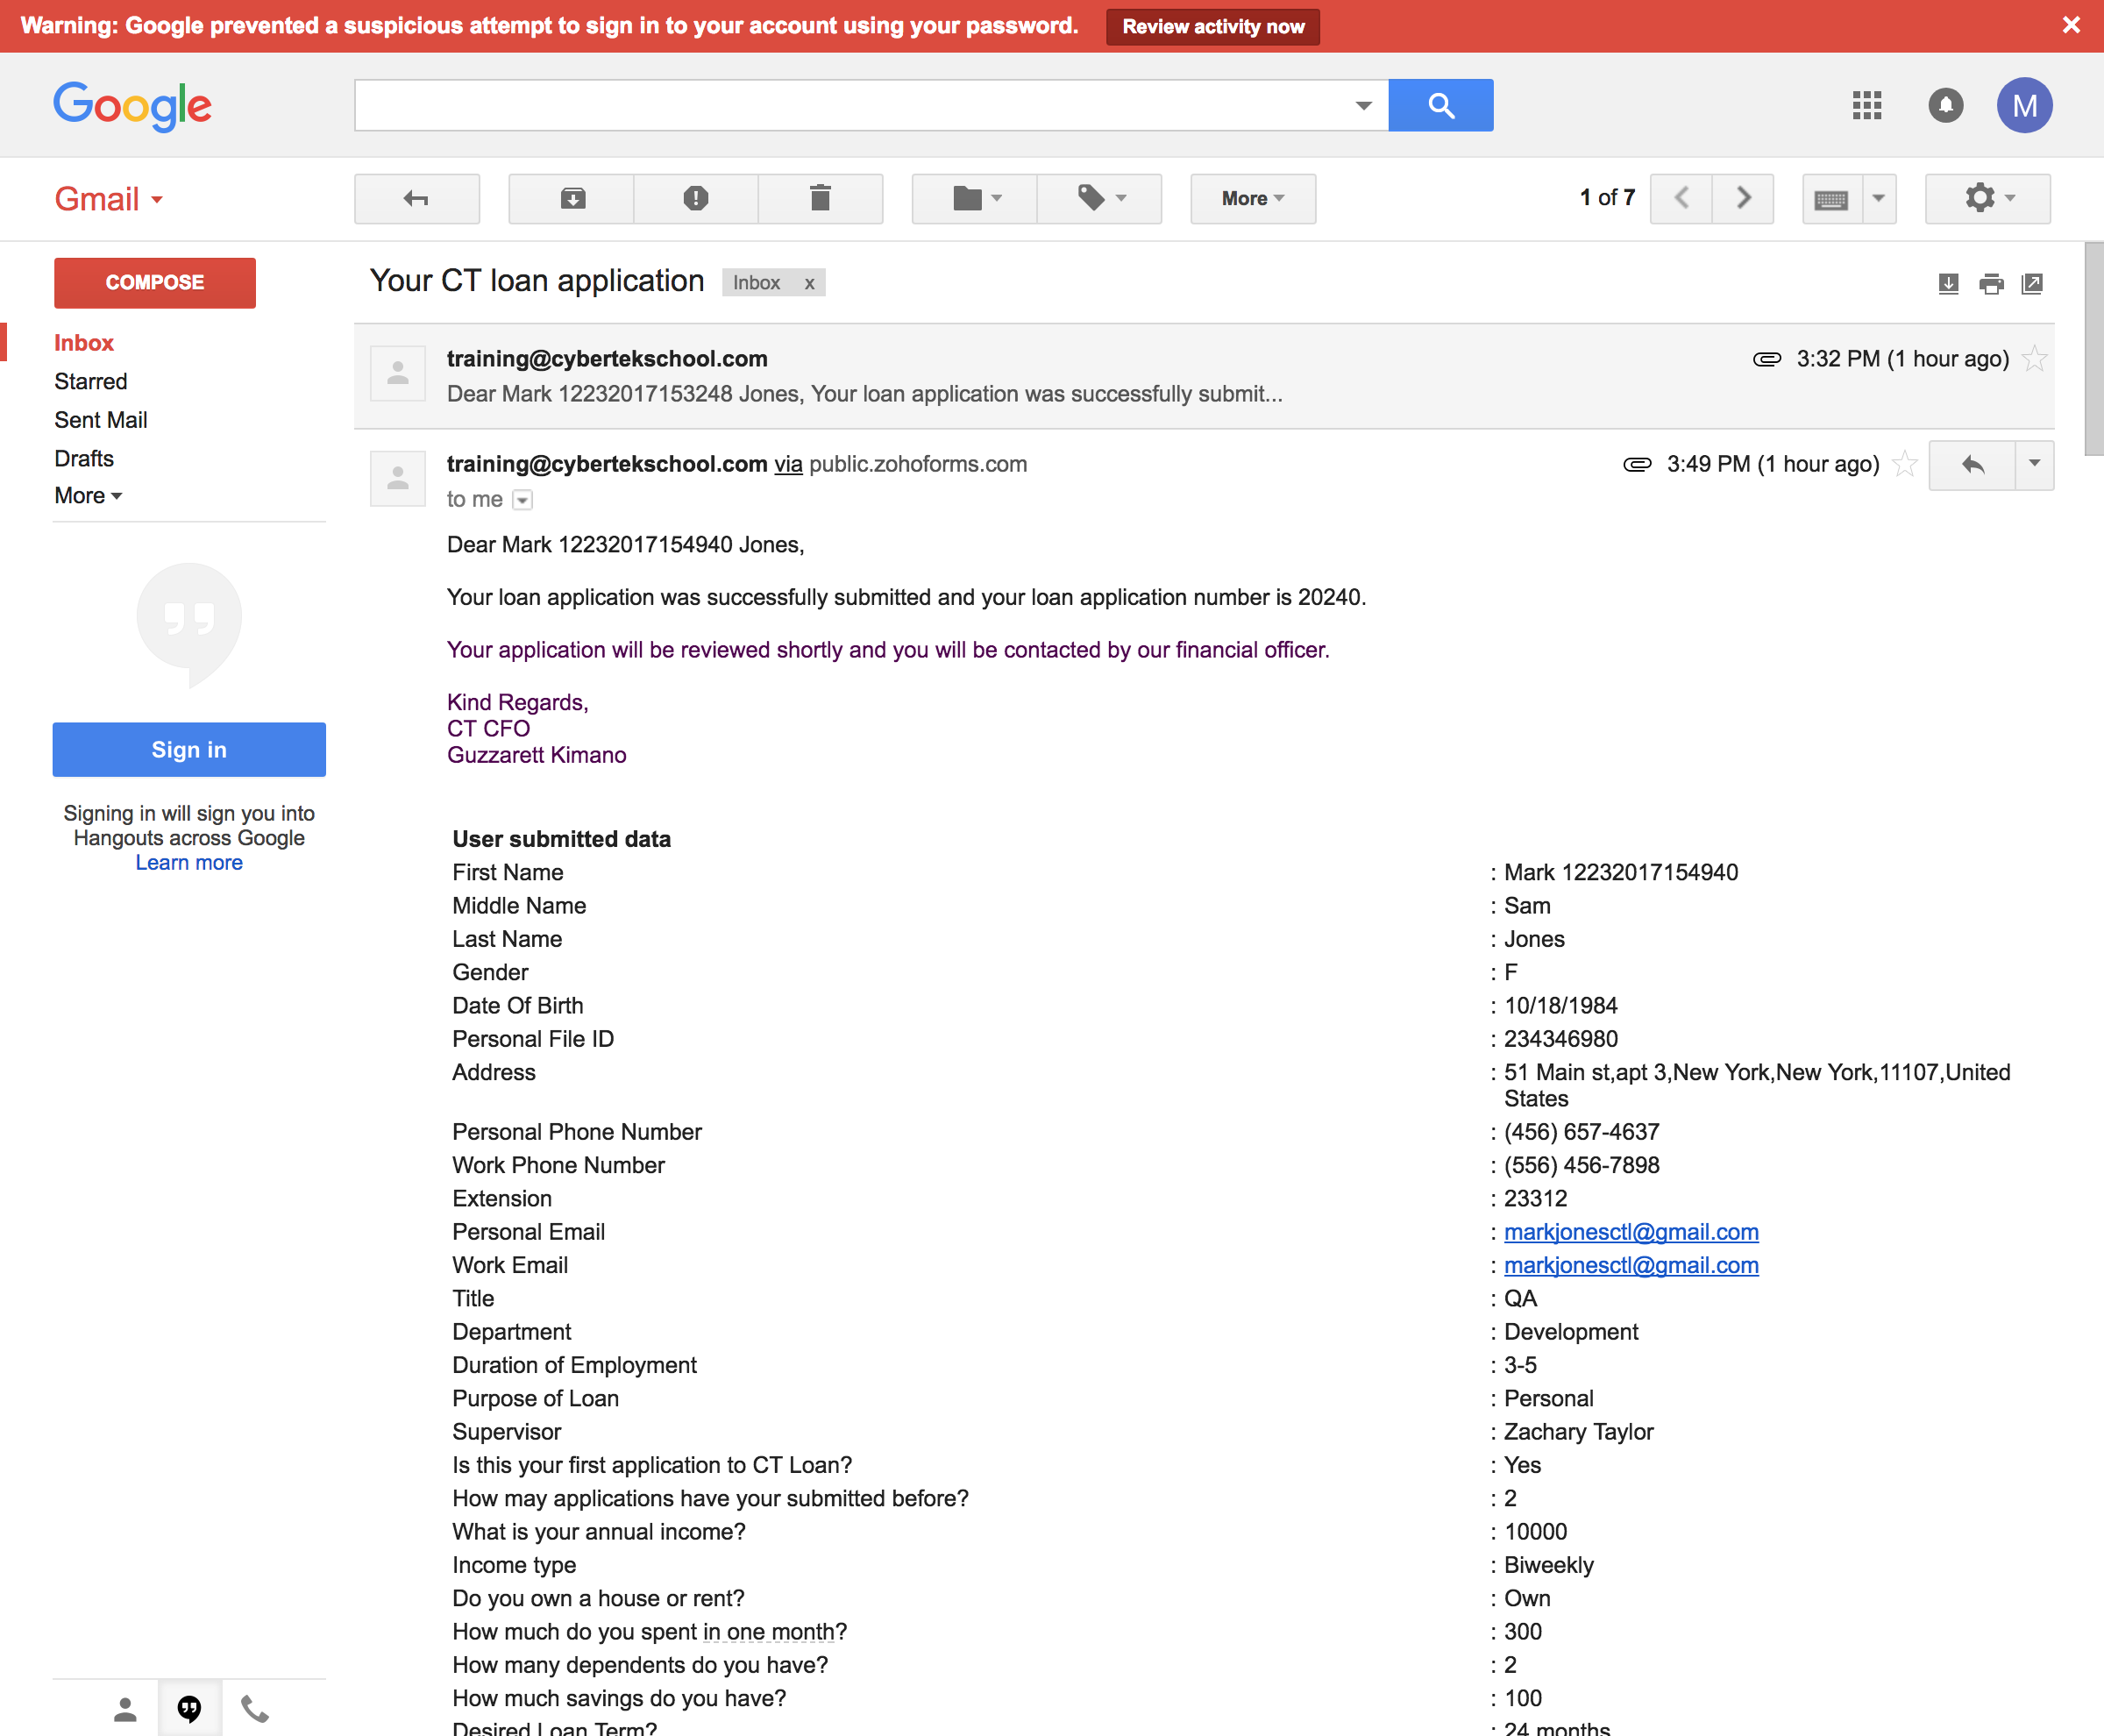 Warning: Google prevented a suspicious attempt to sign in to your account using your password. Review activity now ×
Google
M
Gmail
More
1 of 7
COMPOSE
Your CT loan application Inbox x
Inbox
Starred
Sent Mail
Drafts
More
training@cybertekschool.com 3:32 PM (1 hour ago)
Dear Mark 12232017153248 Jones, Your loan application was successfully submit...
training@cybertekschool.com via public.zohoforms.com 3:49 PM (1 hour ago)
to me
Dear Mark 12232017154940 Jones,
Your loan application was successfully submitted and your loan application number is 20240.
Your application will be reviewed shortly and you will be contacted by our financial officer.
Kind Regards,
CT CFO
Guzzarett Kimano
Sign in
Signing in will sign you into
Hangouts across Google
Learn more
User submitted data
First Name : Mark 12232017154940
Middle Name : Sam
Last Name : Jones
Gender : F
Date Of Birth : 10/18/1984
Personal File ID : 234346980
Address : 51 Main st,apt 3,New York,New York,11107,United
States
Personal Phone Number : (456) 657-4637
Work Phone Number : (556) 456-7898
Extension : 23312
Personal Email : markjonesctl@gmail.com
Work Email : markjonesctl@gmail.com
Title : QA
Department : Development
Duration of Employment : 3-5
Purpose of Loan : Personal
Supervisor : Zachary Taylor
Is this your first application to CT Loan? : Yes
How may applications have your submitted before? : 2
What is your annual income? : 10000
Income type : Biweekly
Do you own a house or rent? : Own
How much do you spent in one month? : 300
How many dependents do you have? : 2
How much savings do you have? : 100
Desired Loan Term? : 24 months